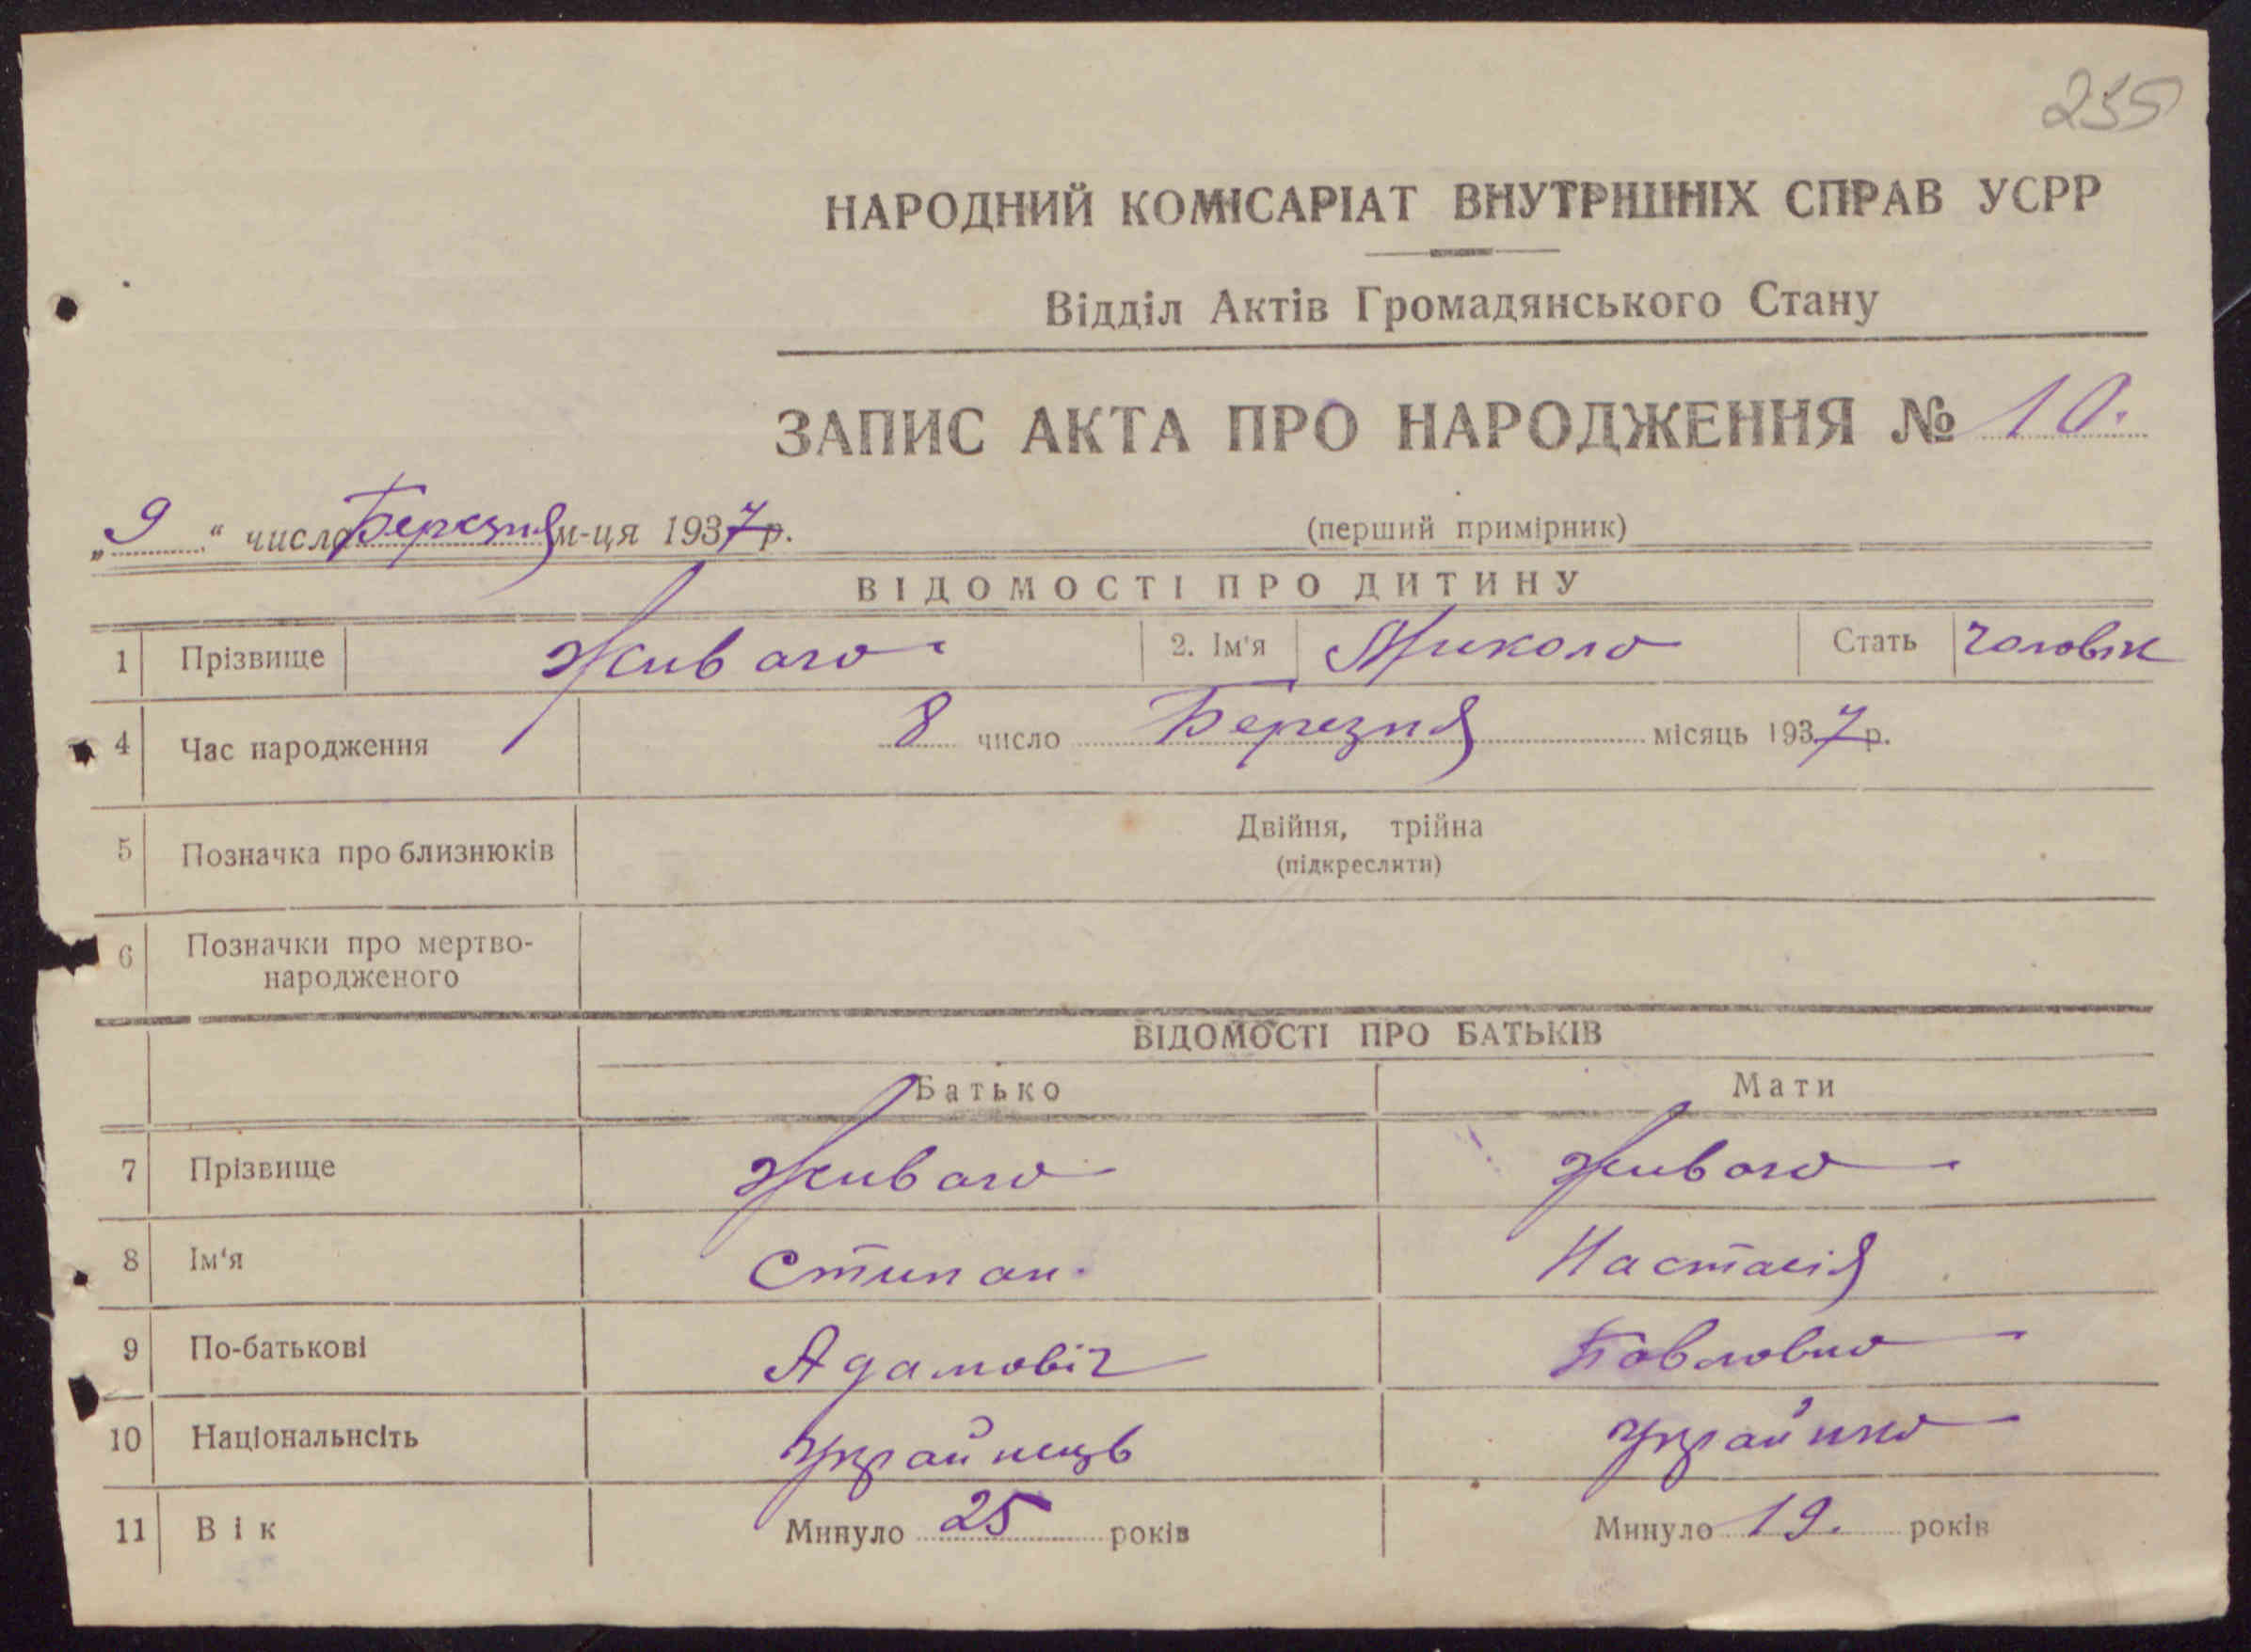 255
НАРОДНИЙ КОМІСАРІАТ ВНУТРІШНІХ СПРАВ УСРР
Відділ Актів Громадянського Стану
ЗАПИС АКТА ПРО НАРОДЖЕННЯ № 10.
„9“ число Березня м-ця 1937 р. (перший примірник)
ВІДОМОСТІ ПРО ДИТИНУ
1 Прізвище Живаго 2. Ім'я Микола Стать Чоловік
4 Час народження 8 число Березня місяць 1937 р.
5 Позначка про близнюків Двійня, трійна
(підкреслити)
6 Позначки про мертво-
народженого
ВІДОМОСТІ ПРО БАТЬКІВ
Батько Мати
7 Прізвище Живаго Живаго
8 Ім‘я Стипан. Настасія
9 По-батькові Адамовіч Павловна
10 Національнсіть Украйнець Украйнка
11 Вік Минуло 25 років Минуло 19. років